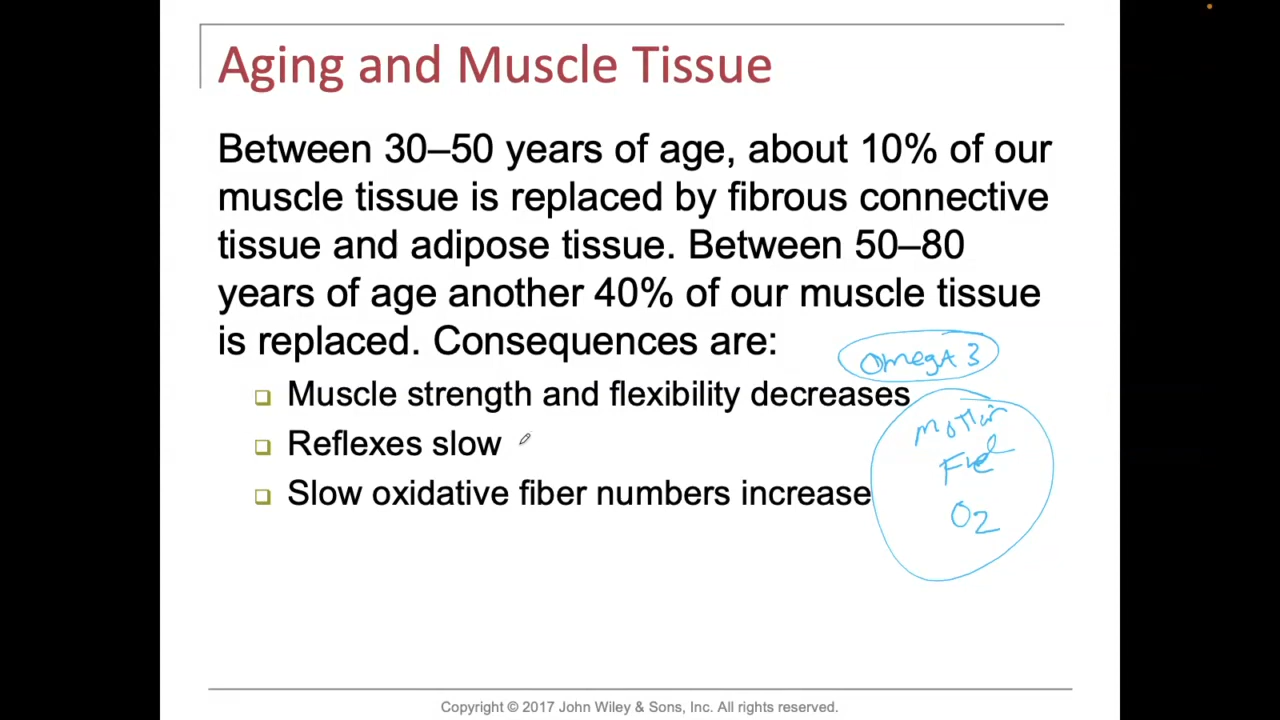 Aging and Muscle Tissue
Between 30–50 years of age, about 10% of our
muscle tissue is replaced by fibrous connective
tissue and adipose tissue. Between 50–80
years of age another 40% of our muscle tissue
is replaced. Consequences are:
Omega 3
Muscle strength and flexibility decreases
Reflexes slow
Slow oxidative fiber numbers increase
Motion
Fuel
O2
Copyright © 2017 John Wiley & Sons, Inc. All rights reserved.